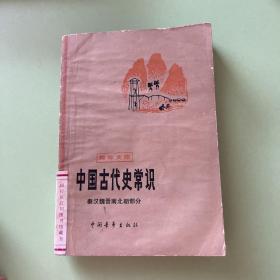 青年文库
中国古代史常识
秦汉魏晋南北朝部分
中国青年出版社